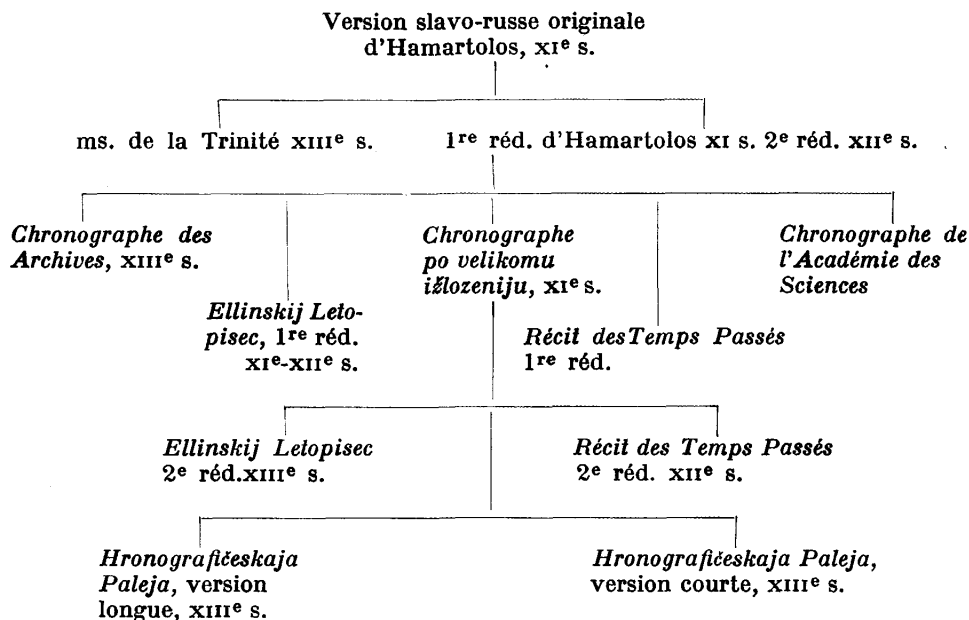 Version slavo-russe originale
d'Hamartolos, XIe s.
ms. de la Trinité XIIIe s.
1re réd. d'Hamartolos XI s. 2e réd. XIIe s.
Chronographe des
Archives, XIIIe s.
Chronographe
po velikomu
ižlozeniju, XIe s.
Chronographe de
l'Académie des
Sciences
Ellinskij Leto-
pisec, 1re réd.
XIe-XIIe s.
Récit des Temps Passés
1re réd.
Ellinskij Letopisec
2e réd. XIIIe s.
Récit des Temps Passés
2e réd. XIIe s.
Hronografičeskaja
Paleja, version
longue, XIIIe s.
Hronografičeskaja Paleja,
version courte, XIIIe s.